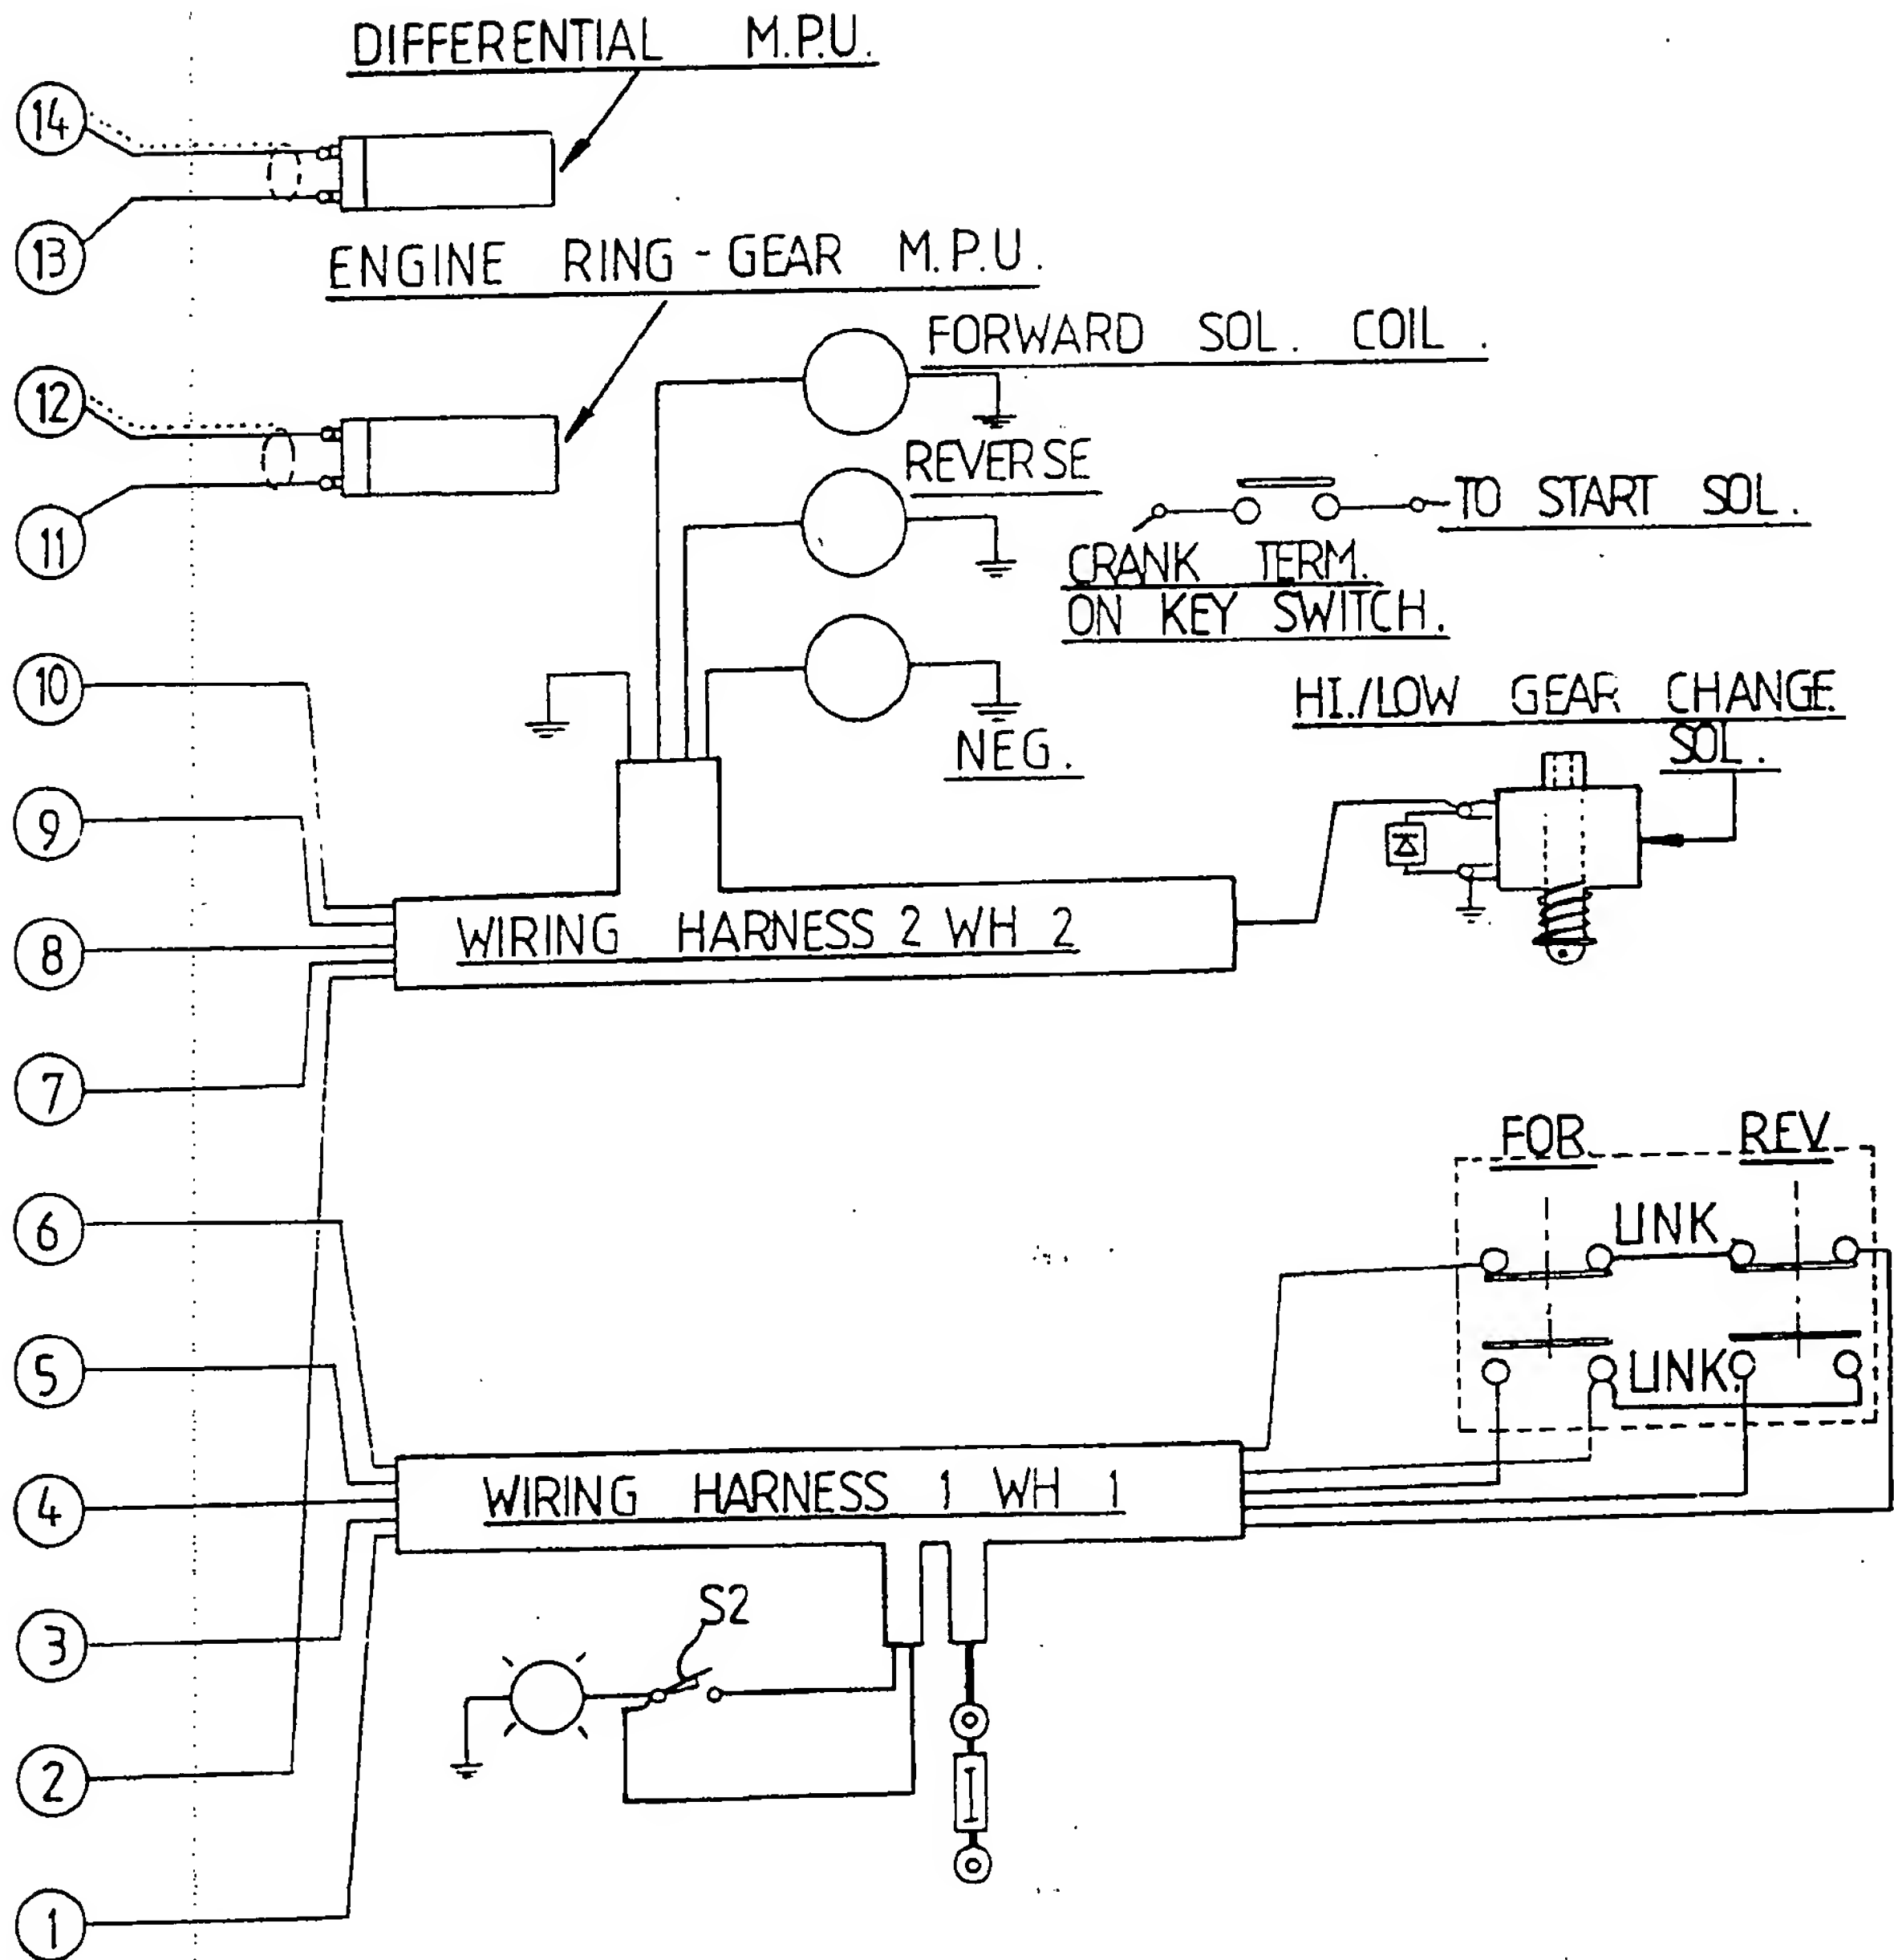 DIFFERENTIAL M.P.U.
14
13
ENGINE RING-GEAR M.P.U.
FORWARD SOL. COIL.
12
REVERSE
11
TO START SOL.
CRANK TERM.
ON KEY SWITCH.
10
NEG.
HI./LOW GEAR CHANGE
SOL.
9
8
WIRING HARNESS 2 WH 2
7
FOR. REV.
6
LINK.
5
LINK.
4
WIRING HARNESS 1 WH 1
3
S2
2
1